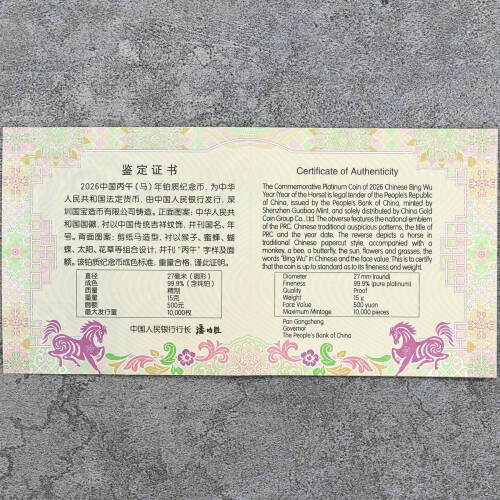 鉴定证书
2026中国丙午（马）年铂质纪念币，为中华
人民共和国法定货币，由中国人民银行发行，深
圳国宝造币有限公司铸造。正面图案：中华人民共
和国国徽，衬以中国传统吉祥纹饰，并刊国名、年
号。背面图案：剪纸马造型，衬以猴子、蜜蜂、蝴
蝶、太阳、花草等组合设计，并刊“丙午”字样及面
额。该铂质纪念币成色标准，重量合格，谨此证明。
直径 27毫米（圆形）
成色 99.9%（含纯铂）
质量 精制
重量 15克
面额 500元
最大发行量 10,000枚
中国人民银行行长 潘功胜
Certificate of Authenticity
The Commemorative Platinum Coin of 2026 Chinese Bing Wu
Year (Year of the Horse) is legal tender of the People's Republic
of China, issued by the People's Bank of China, minted by
Shenzhen Guobao Mint, and solely distributed by China Gold
Coin Group Co., Ltd. The obverse features the national emblem
of the PRC, Chinese traditional auspicious patterns, the title of
PRC and the year date. The reverse depicts a horse in
traditional Chinese papercut style, accompanied with a
monkey, a bee, a butterfly, the sun, flowers and grasses, the
words "Bing Wu" in Chinese and the face value. This is to certify
that the coin is up to standard as to its fineness and weight.
Diameter 27 mm (round)
Fineness 99.9% (pure platinum)
Quality Proof
Weight 15 g
Face Value 500 yuan
Maximum Mintage 10,000 pieces
Pan Gongsheng
Governor
The People's Bank of China